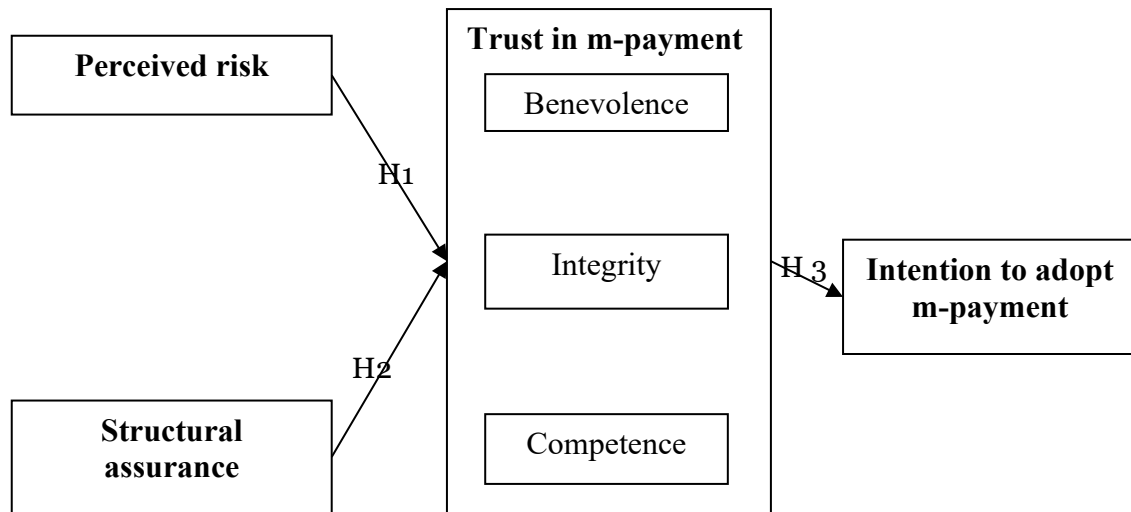 Perceived risk
Trust in m-payment
Benevolence
H1
Integrity
H 3
Intention to adopt
m-payment
H2
Structural
assurance
Competence